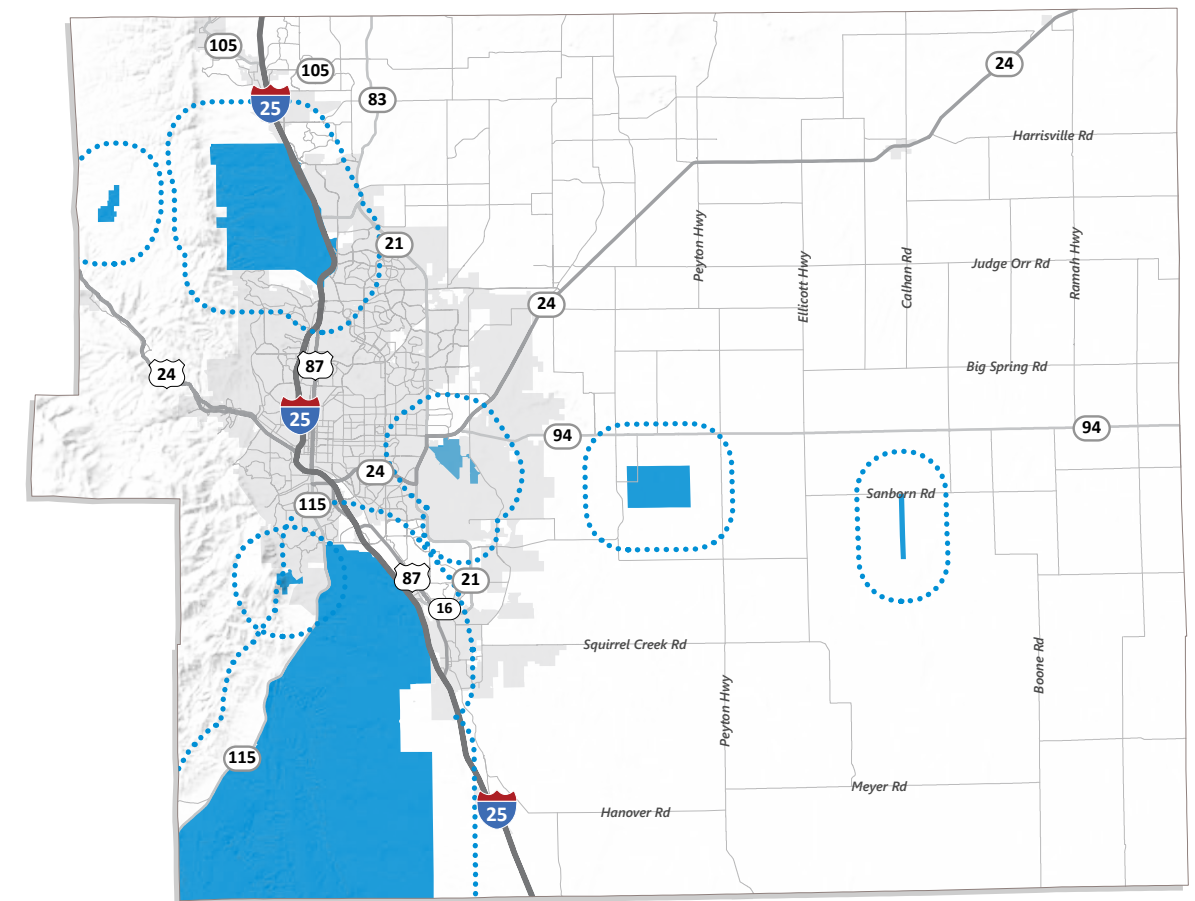 105
105
24
25
83
Harrisville Rd
21
Peyton Hwy
Ellicott Hwy
Calhan Rd
Judge Orr Rd
Ramah Hwy
24
87
24
Big Spring Rd
25
94
94
24
Sanborn Rd
115
87
21
16
Squirrel Creek Rd
Boone Rd
Peyton Hwy
115
Meyer Rd
25
Hanover Rd